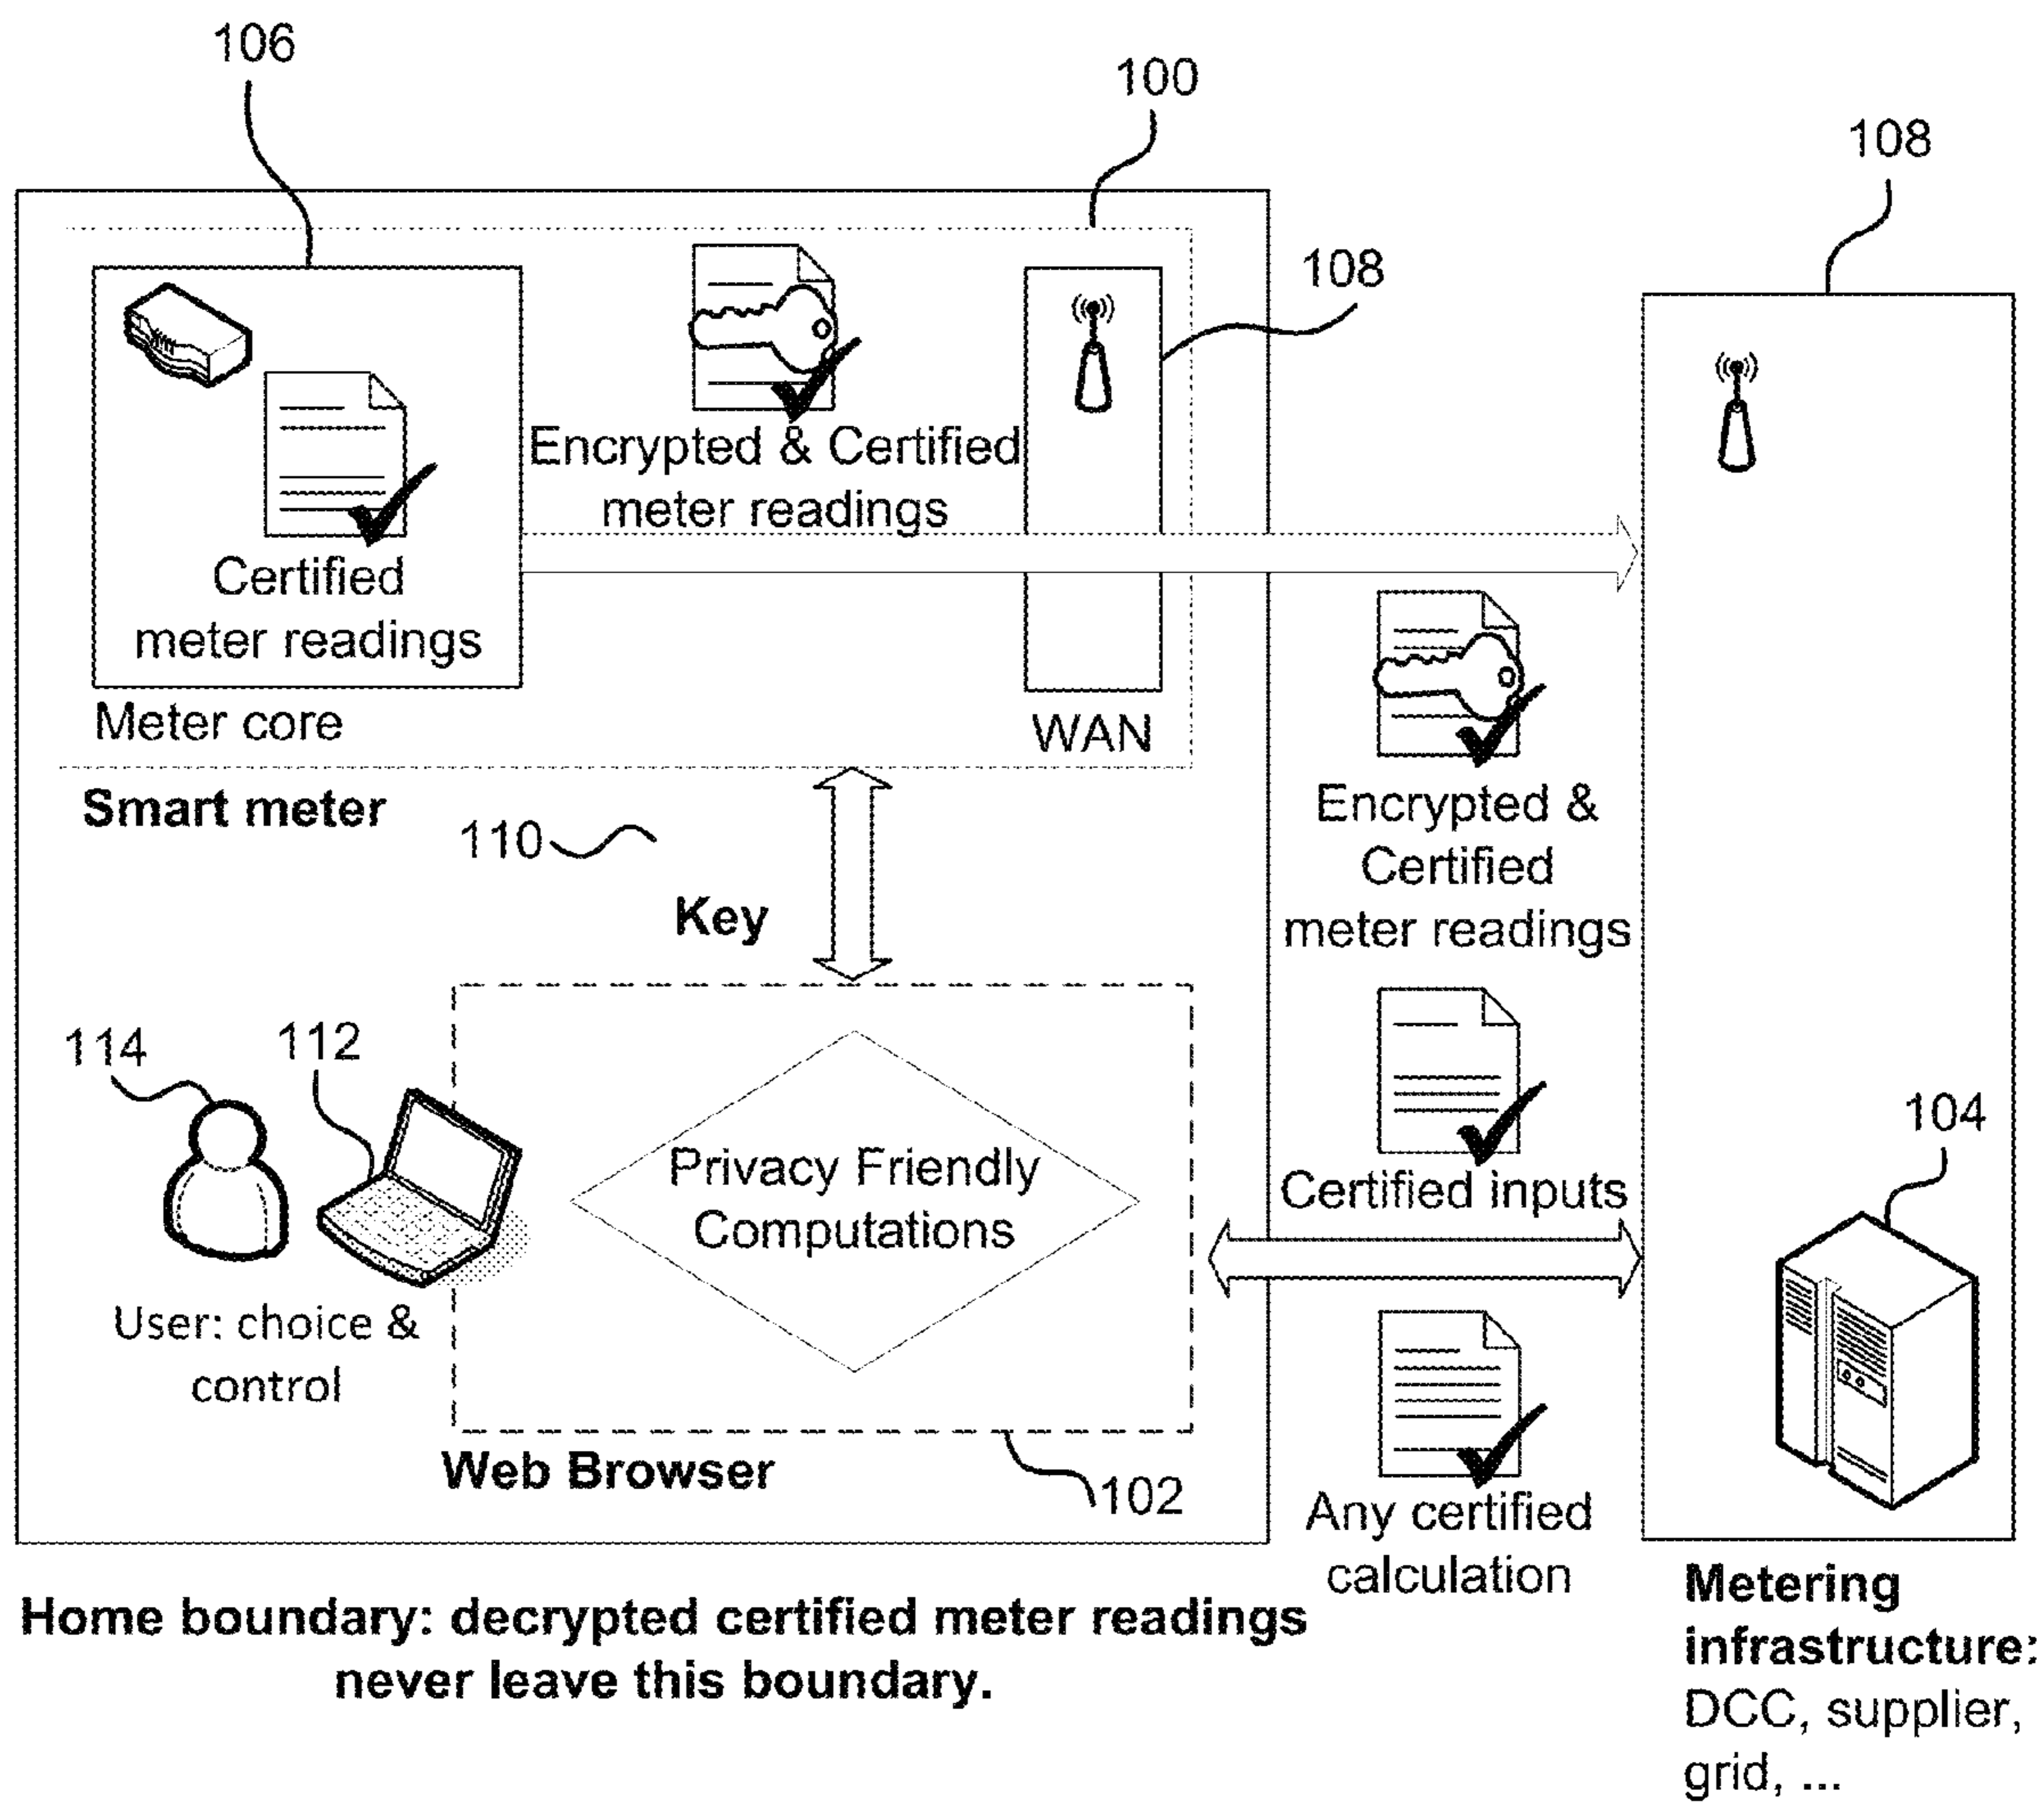 106
100
108
108
Encrypted & Certified
meter readings
Certified
meter readings
Meter core
WAN
Smart meter
110
Key
Encrypted &
Certified
meter readings
114
112
Privacy Friendly
Computations
Certified inputs
104
User: choice &
control
Web Browser
102
Any certified
calculation
Home boundary: decrypted certified meter readings
never leave this boundary.
Metering
infrastructure:
DCC, supplier,
grid, ...